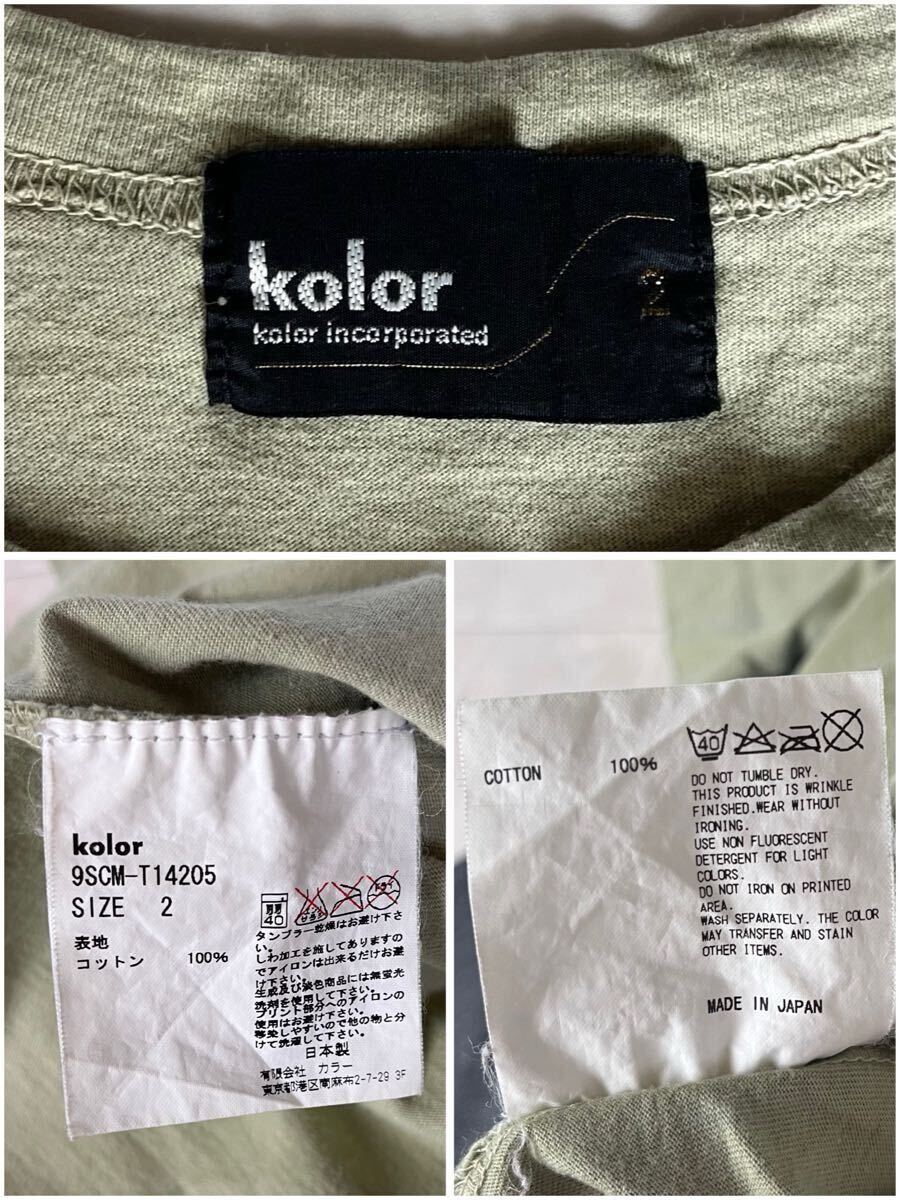 kolor
kolor incorporated
2
kolor
9SCM-T14205
SIZE 2
表地
コットン 100%
40
タンブラー乾燥はお避け下さ
い。
しわ加工を施してありますの
でアイロンは出来るだけお避
け下さい。
生成及び淡色商品には無蛍光
洗剤を使用して下さい。
プリント部分へのアイロンの
使用はお避け下さい。
移染しやすいので他の物と分
けて洗濯して下さい。
日本製
有限会社 カラー
東京都港区南麻布2-7-29 3F
COTTON 100%
40
DO NOT TUMBLE DRY.
THIS PRODUCT IS WRINKLE
FINISHED.WEAR WITHOUT
IRONING.
USE NON FLUORESCENT
DETERGENT FOR LIGHT
COLORS.
DO NOT IRON ON PRINTED
AREA.
WASH SEPARATELY. THE COLOR
MAY TRANSFER AND STAIN
OTHER ITEMS.
MADE IN JAPAN